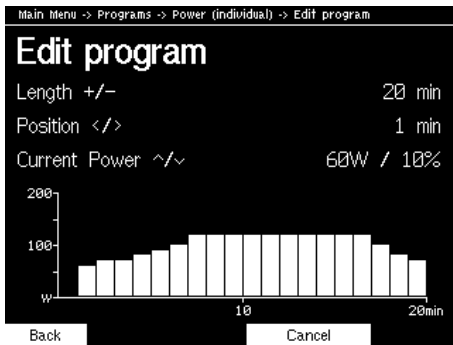 Main Menu -> Programs -> Power (individual) -> Edit program
Edit program
Length +/-
20 min
Position </>
1 min
Current Power ^/v
60W / 10%
200
100
W
10
20min
Back
Cancel